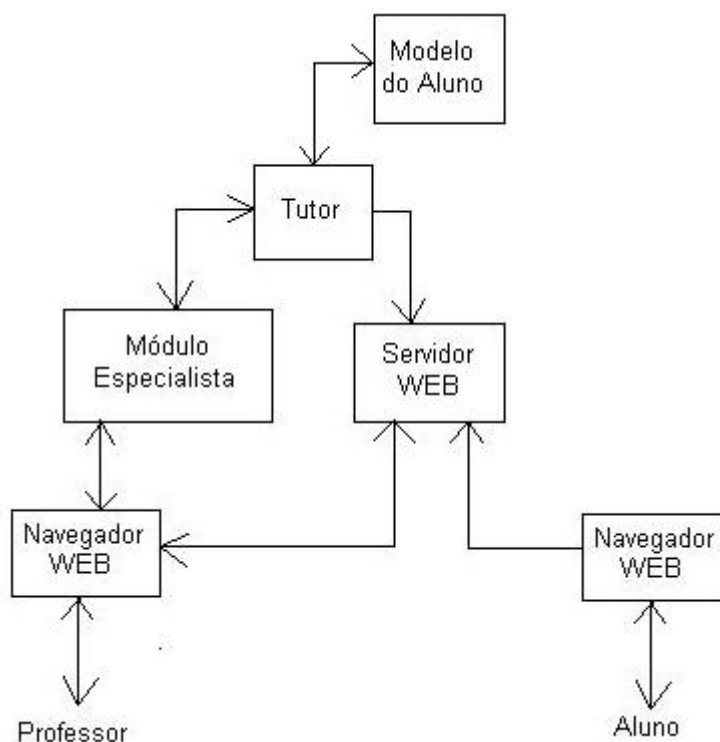 Modelo
do Aluno
Tutor
Módulo
Especialista
Servidor
WEB
Navegador
WEB
Navegador
WEB
Professor
Aluno